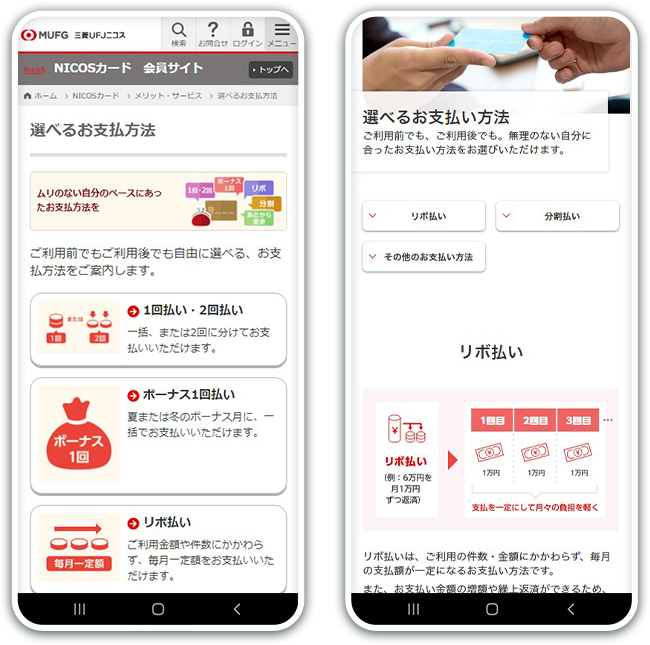 MUFG 三菱UFJニコス
検索 お問合せ ログイン メニュー
NICOS NICOSカード 会員サイト トップへ
ホーム > NICOSカード > メリット・サービス > 選べるお支払方法
選べるお支払方法
ムリのない自分のペースにあっ
たお支払方法を
1回・2回
ボーナス
1回
リボ
分割
あとから
変更
ご利用前でもご利用後でも自由に選べる、お支
払方法をご案内します。
または
1回 2回
1回払い・2回払い
一括、または2回に分けてお支
払いいただけます。
ボーナス
1回
ボーナス1回払い
夏または冬のボーナス月に、一
括でお支払いいただけます。
毎月一定額
リボ払い
ご利用金額や件数にかかわら
ず、毎月一定額をお支払いいた
だけます。
選べるお支払い方法
ご利用前でも、ご利用後でも。無理のない自分に
合ったお支払い方法をお選びいただけます。
リボ払い 分割払い
その他のお支払い方法
リボ払い
¥
リボ払い
(例：6万円を
月1万円
ずつ返済)
1回目 2回目 3回目 …
¥ ¥ ¥
1万円 1万円 1万円
支払を一定にして月々の負担を軽く
リボ払いは、ご利用の件数・金額にかかわらず、毎月
の支払額が一定になるお支払い方法です。
また、お支払い金額の増額や繰上返済ができるため、